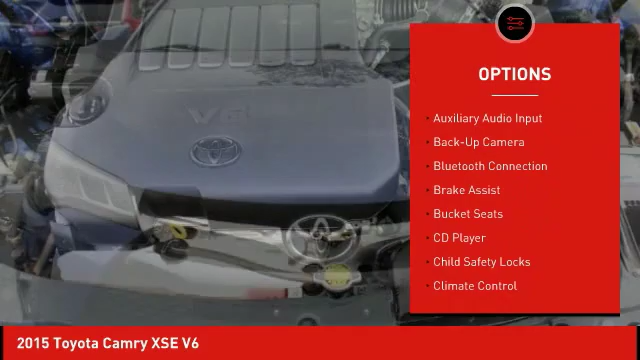 V6
OPTIONS
Auxiliary Audio Input
Back-Up Camera
Bluetooth Connection
Brake Assist
Bucket Seats
CD Player
Child Safety Locks
Climate Control
2015 Toyota Camry XSE V6